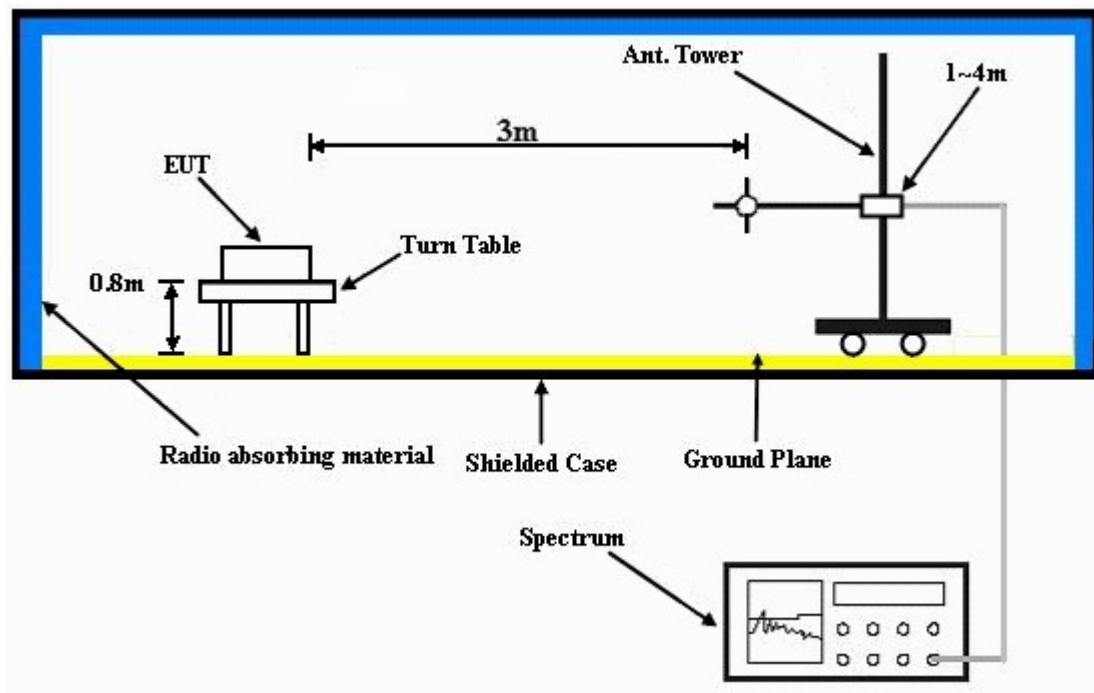 Ant. Tower
1~4m
3m
EUT
Turn Table
0.8m
Radio absorbing material
Shielded Case
Ground Plane
Spectrum